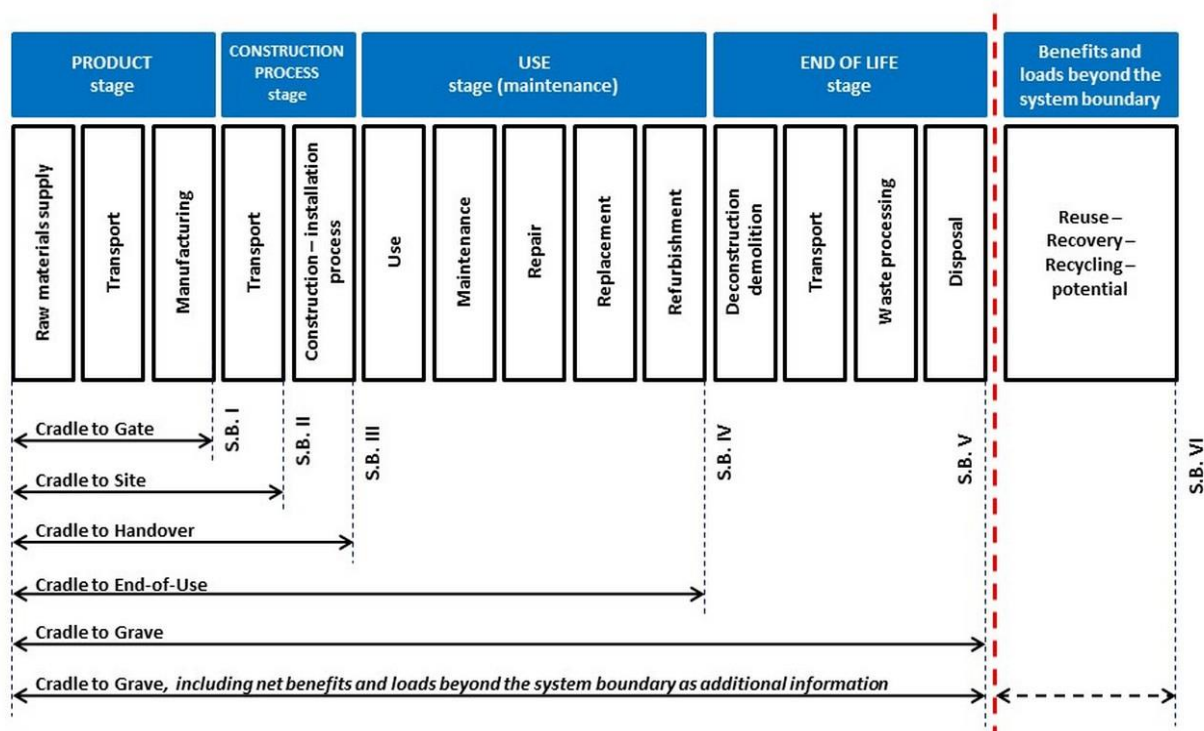 PRODUCT
stage
CONSTRUCTION
PROCESS
stage
USE
stage (maintenance)
END OF LIFE
stage
Benefits and
loads beyond the
system boundary
Raw materials supply
Transport
Manufacturing
Transport
Construction – installation
process
Use
Maintenance
Repair
Replacement
Refurbishment
Deconstruction
demolition
Transport
Waste processing
Disposal
Reuse –
Recovery –
Recycling –
potential
S.B. I
S.B. II
S.B. III
S.B. IV
S.B. V
S.B. VI
Cradle to Gate
Cradle to Site
Cradle to Handover
Cradle to End-of-Use
Cradle to Grave
Cradle to Grave, including net benefits and loads beyond the system boundary as additional information